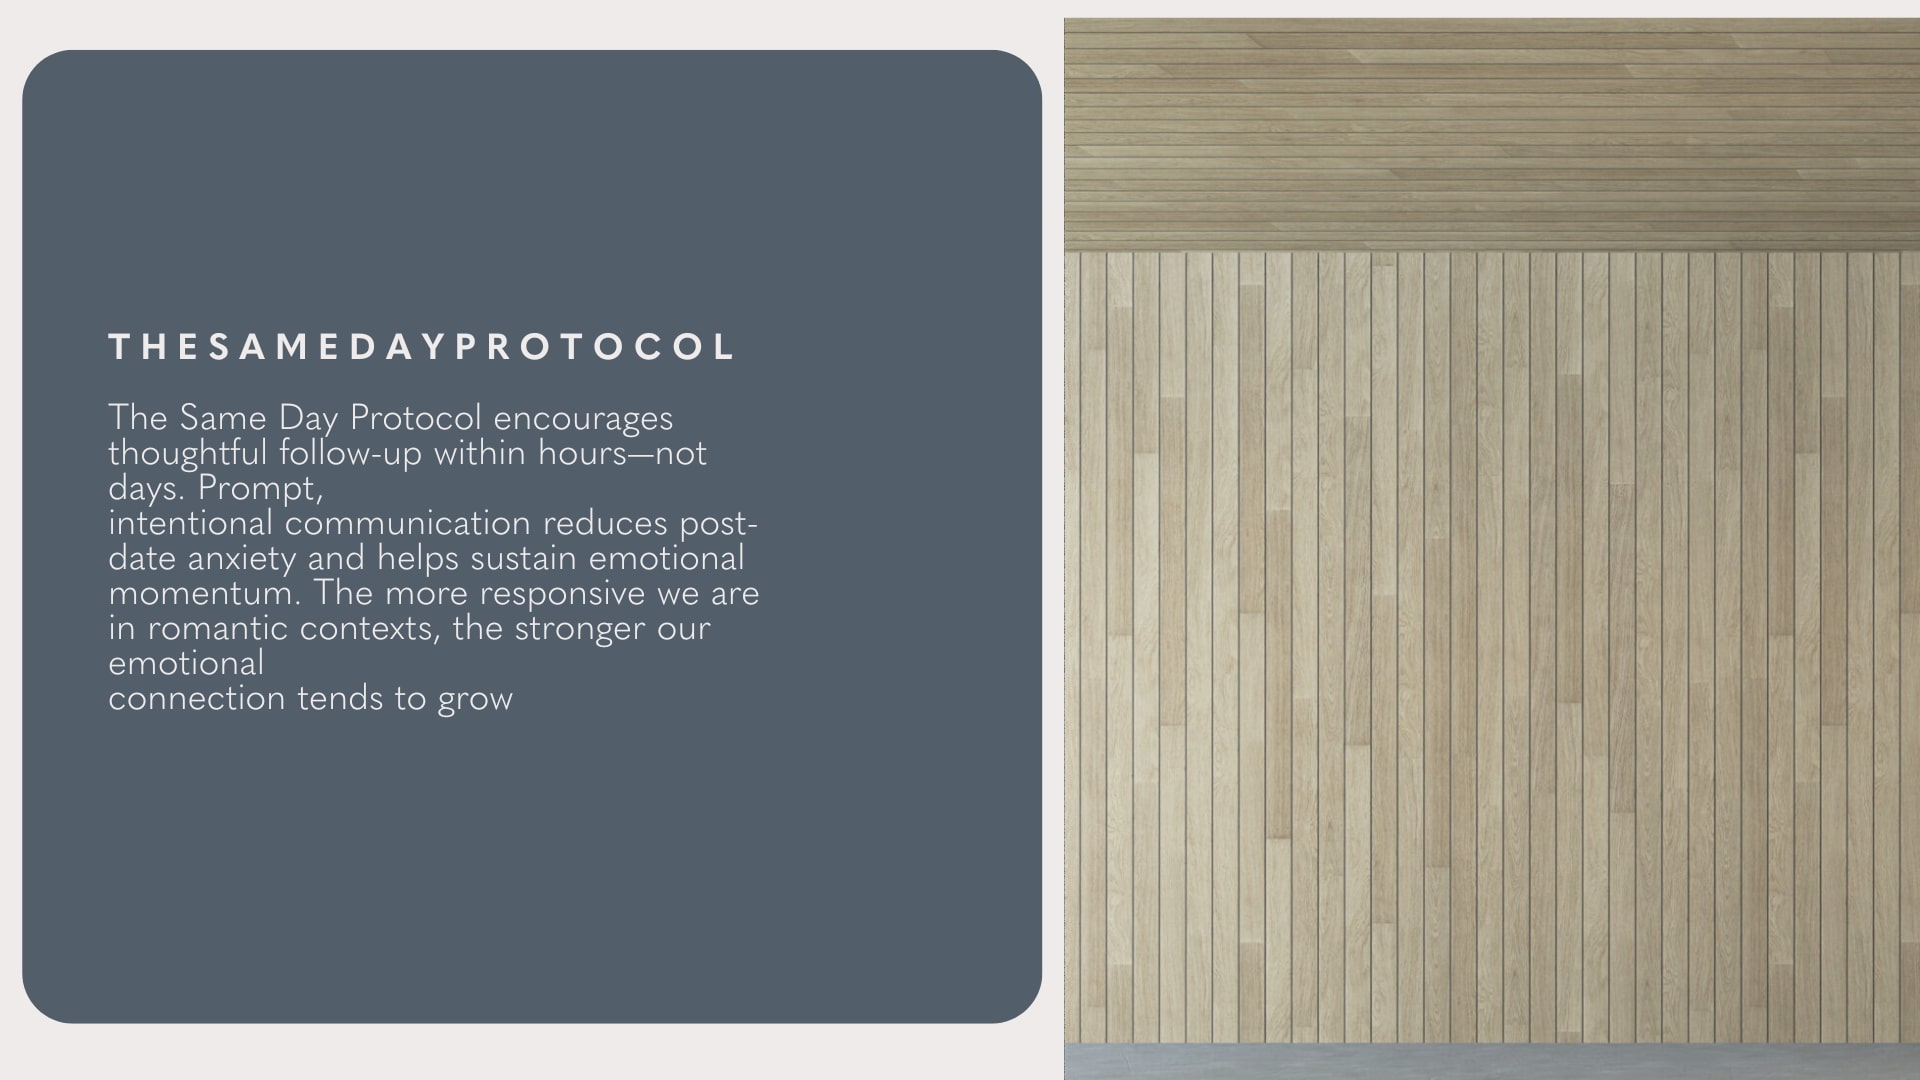 THESAMEDAYPROTOCOL
The Same Day Protocol encourages
thoughtful follow-up within hours—not
days. Prompt,
intentional communication reduces post-
date anxiety and helps sustain emotional
momentum. The more responsive we are
in romantic contexts, the stronger our
emotional
connection tends to grow